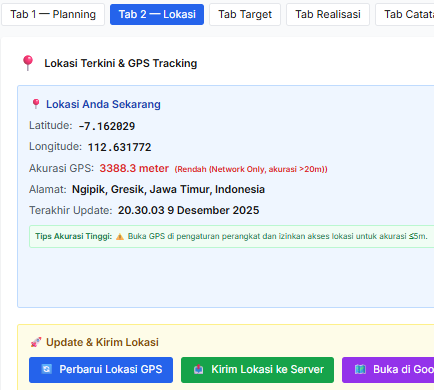 Tab 1 — Planning Tab 2 — Lokasi Tab Target Tab Realisasi Tab Catata
Lokasi Terkini & GPS Tracking
Lokasi Anda Sekarang
Latitude: -7.162029
Longitude: 112.631772
Akurasi GPS: 3388.3 meter (Rendah (Network Only, akurasi >20m))
Alamat: Ngipik, Gresik, Jawa Timur, Indonesia
Terakhir Update: 20.30.03 9 Desember 2025
Tips Akurasi Tinggi: ⚠️ Buka GPS di pengaturan perangkat dan izinkan akses lokasi untuk akurasi ≤5m.
🚀 Update & Kirim Lokasi
Perbarui Lokasi GPS Kirim Lokasi ke Server Buka di Goo